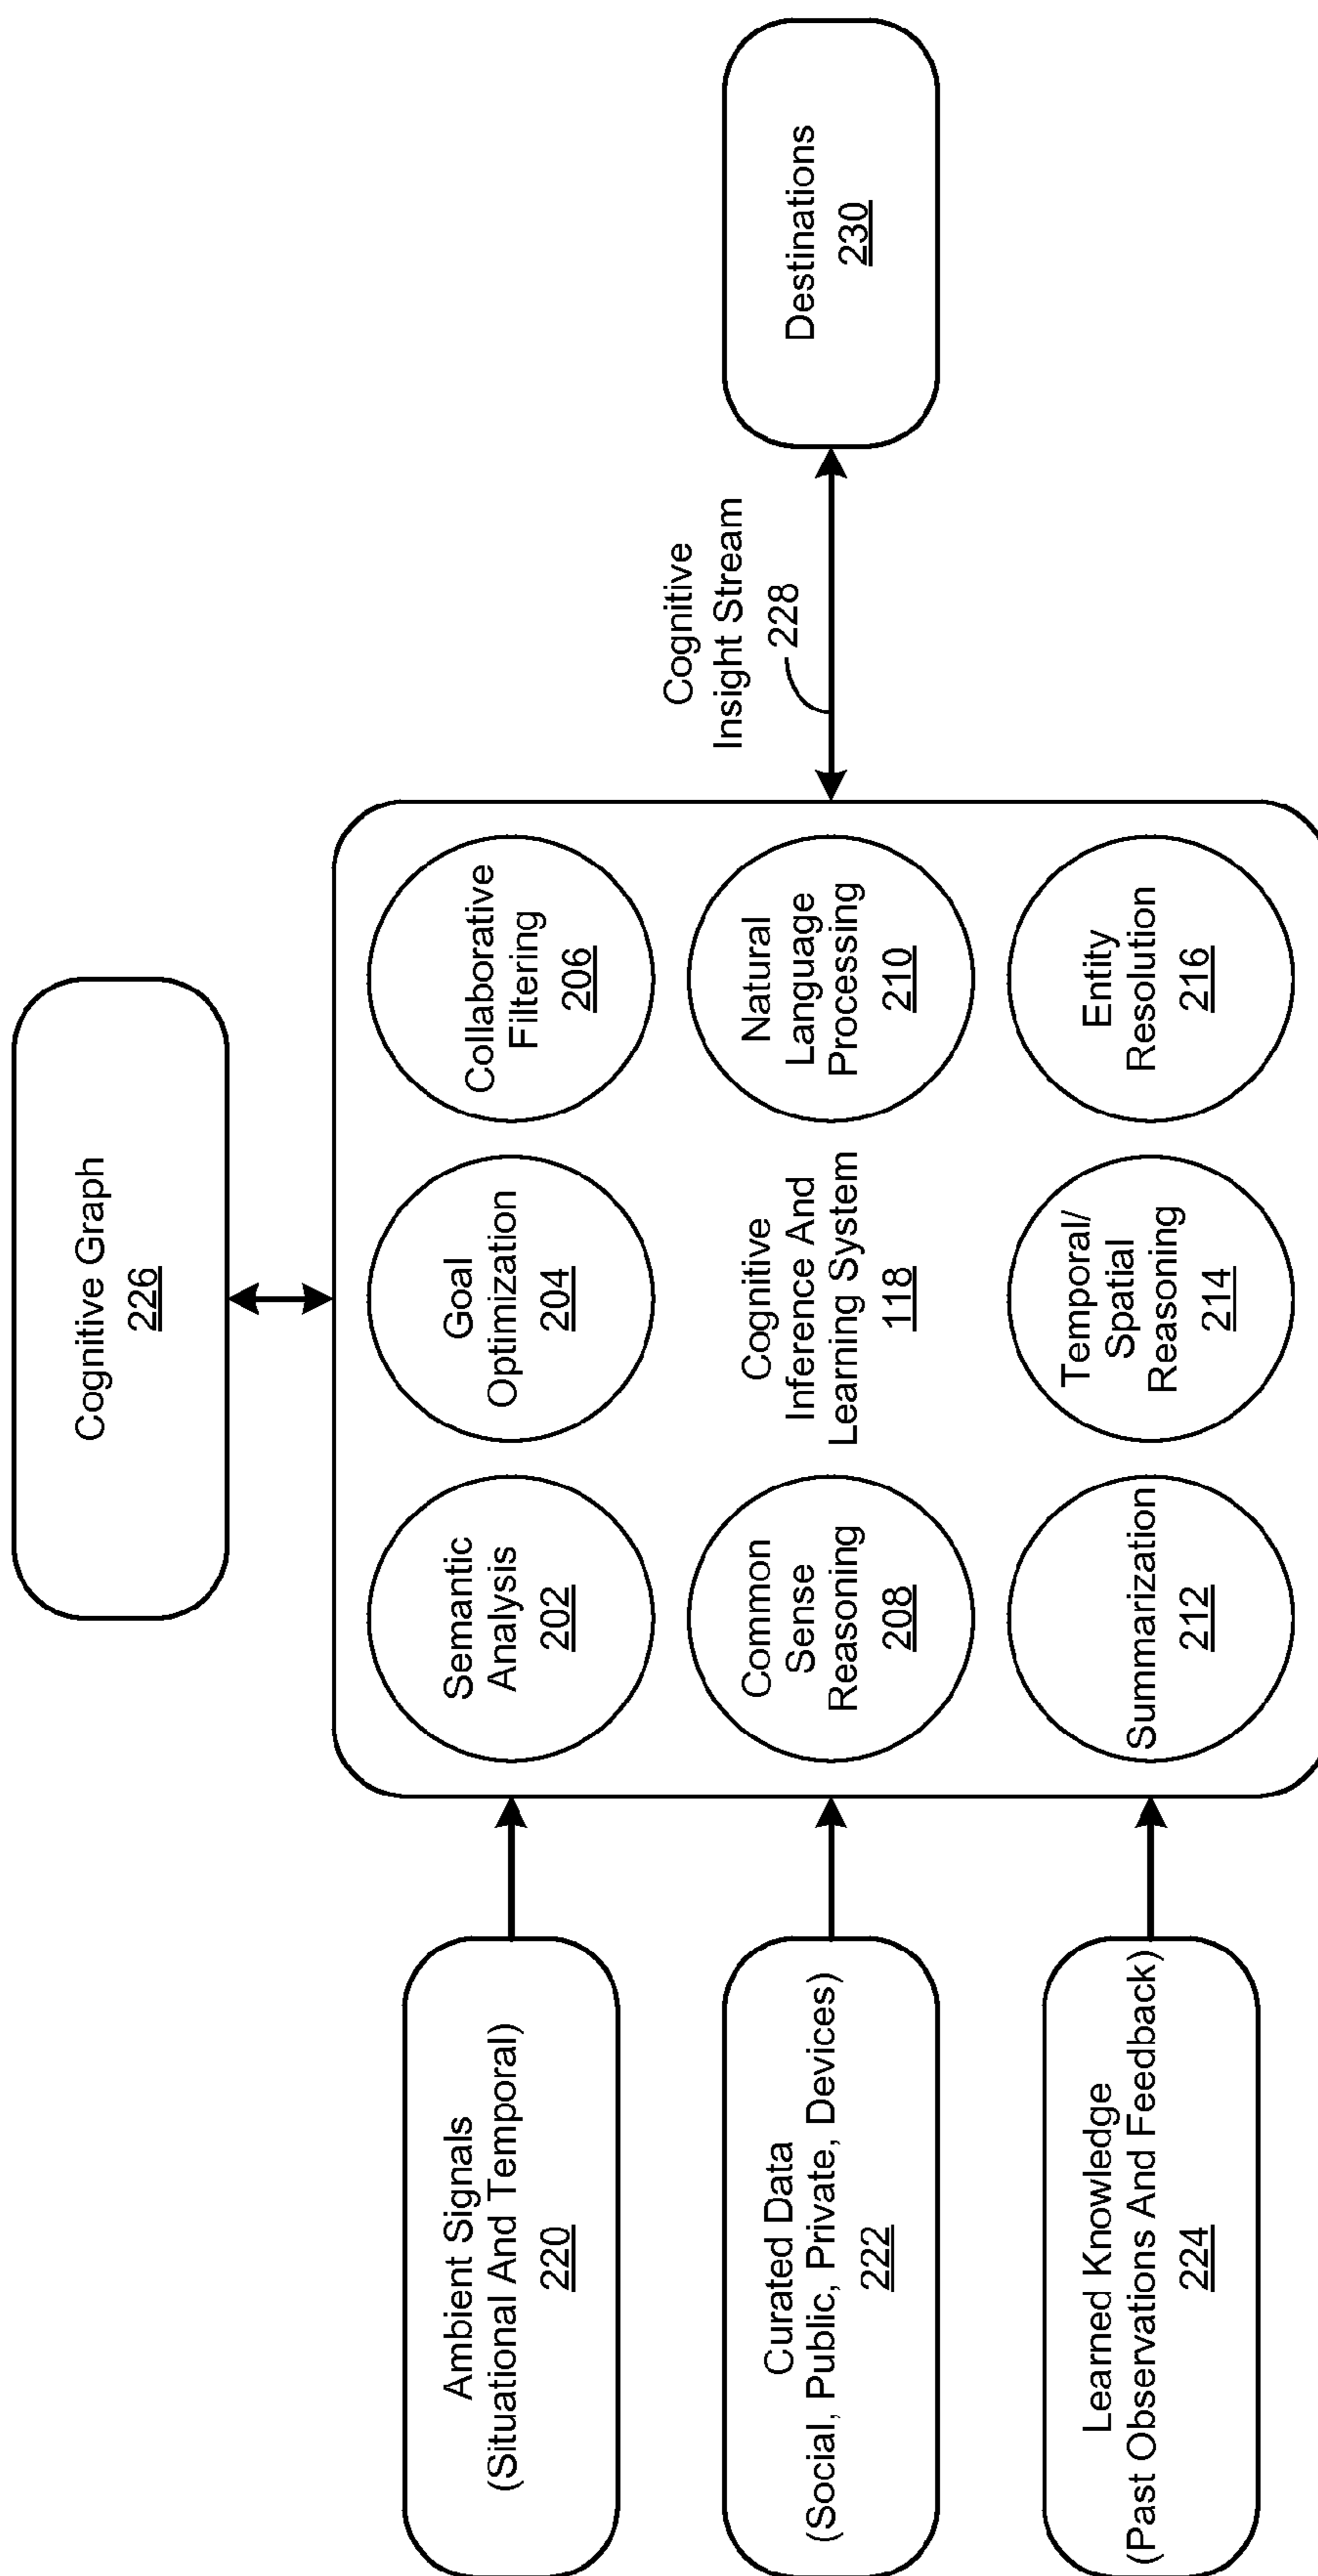 Cognitive Graph
226
Ambient Signals
(Situational And Temporal)
220
Curated Data
(Social, Public, Private, Devices)
222
Learned Knowledge
(Past Observations And Feedback)
224
Semantic
Analysis
202
Goal
Optimization
204
Collaborative
Filtering
206
Common
Sense
Reasoning
208
Cognitive
Inference And
Learning System
118
Natural
Language
Processing
210
Summarization
212
Temporal/
Spatial
Reasoning
214
Entity
Resolution
216
Cognitive
Insight Stream
228
Destinations
230